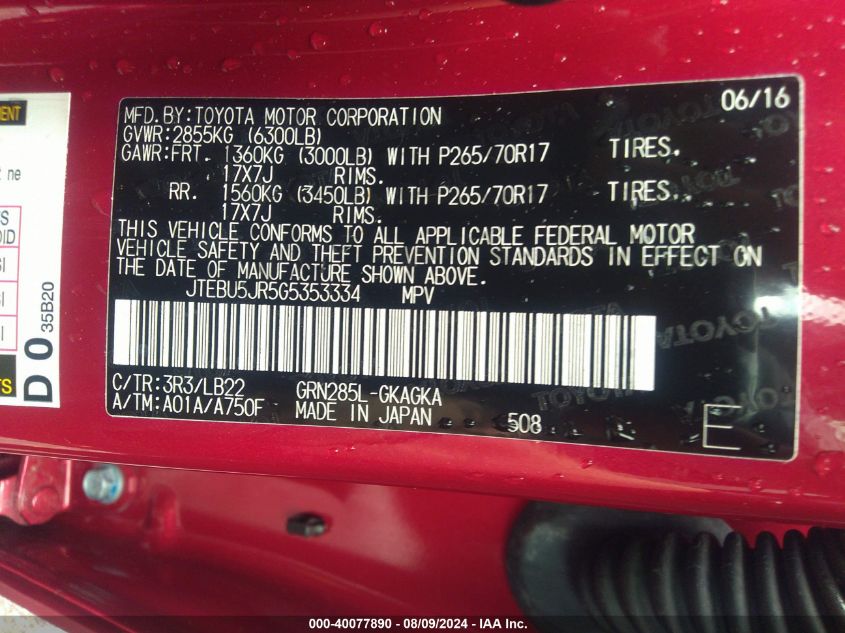 06/16
MFD.BY:TOYOTA MOTOR CORPORATION
GVWR:2855KG (6300LB)
GAWR:FRT. 1360KG (3000LB) WITH P265/70R17 TIRES.
17X7J RIMS.
RR. 1560KG (3450LB) WITH P265/70R17 TIRES.
17X7J RIMS.
THIS VEHICLE CONFORMS TO ALL APPLICABLE FEDERAL MOTOR
VEHICLE SAFETY AND THEFT PREVENTION STANDARDS IN EFFECT ON
THE DATE OF MANUFACTURE SHOWN ABOVE.
JTEBU5JR5G5353334 MPV
C/TR:3R3/LB22 GRN285L-GKAGKA
A/TM:A01A/A750F MADE IN JAPAN 508
E
ne
D 0 35B20
000-40077890 - 08/09/2024 - IAA Inc.